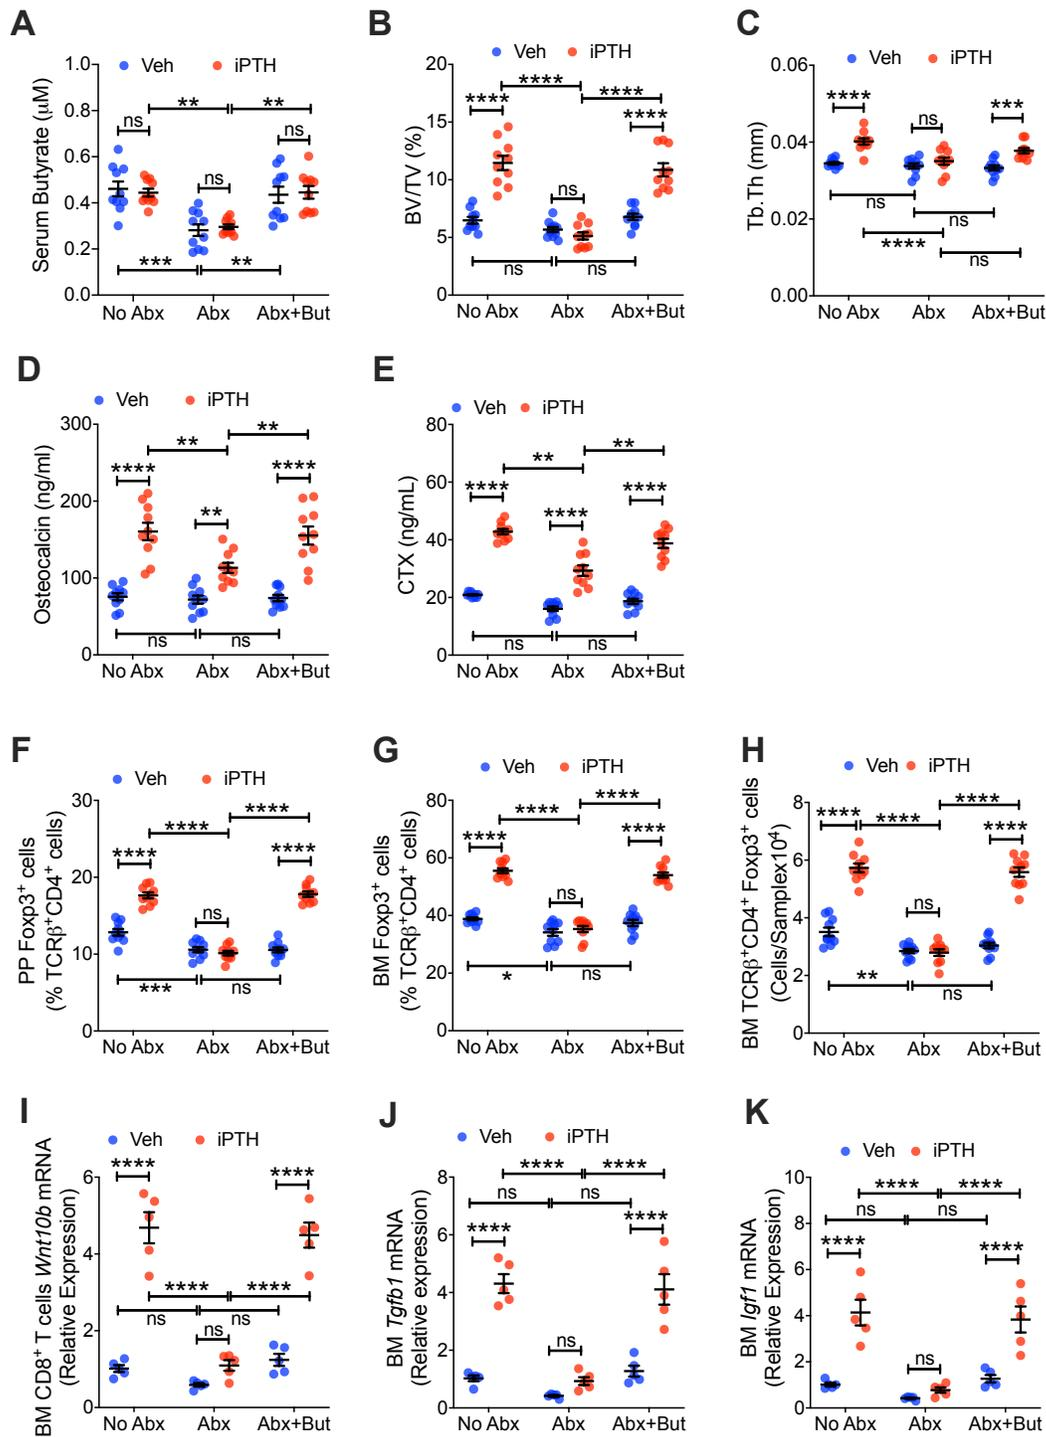 A
Veh iPTH
Serum Butyrate (μM)
1.0
0.8
0.6
0.4
0.2
0.0
** **
ns ns
ns
*** **
No Abx Abx Abx+But
B
Veh iPTH
BV/TV (%)
20
15
10
5
0
****
**** ****
****
ns
ns ns
No Abx Abx Abx+But
C
Veh iPTH
Tb.Th (mm)
0.06
0.04
0.02
0.00
**** ***
ns
ns
ns
****
ns
No Abx Abx Abx+But
D
Veh iPTH
Osteocalcin (ng/ml)
300
200
100
0
**
**
**** ****
**
ns ns
No Abx Abx Abx+But
E
Veh iPTH
CTX (ng/mL)
80
60
40
20
0
**
**
**** ****
****
ns ns
No Abx Abx Abx+But
F
Veh iPTH
PP Foxp3+ cells
(% TCRβ+CD4+ cells)
30
20
10
0
****
****
**** ****
ns
*** ns
No Abx Abx Abx+But
G
Veh iPTH
BM Foxp3+ cells
(% TCRβ+CD4+ cells)
80
60
40
20
0
****
****
**** ****
ns
* ns
No Abx Abx Abx+But
H
Veh iPTH
BM TCRβ+CD4+ Foxp3+ cells
(Cells/Samplex10⁴)
8
6
4
2
0
****
**** ****
****
ns
** ns
No Abx Abx Abx+But
I
Veh iPTH
BM CD8+ T cells Wnt10b mRNA
(Relative Expression)
6
4
2
0
**** ****
**** ****
ns ns
ns
No Abx Abx Abx+But
J
Veh iPTH
BM Tgfb1 mRNA
(Relative expression)
8
6
4
2
0
**** ****
ns ns
**** ****
ns
No Abx Abx Abx+But
K
Veh iPTH
BM Igf1 mRNA
(Relative Expression)
10
8
6
4
2
0
**** ****
ns ns
**** ****
ns
No Abx Abx Abx+But